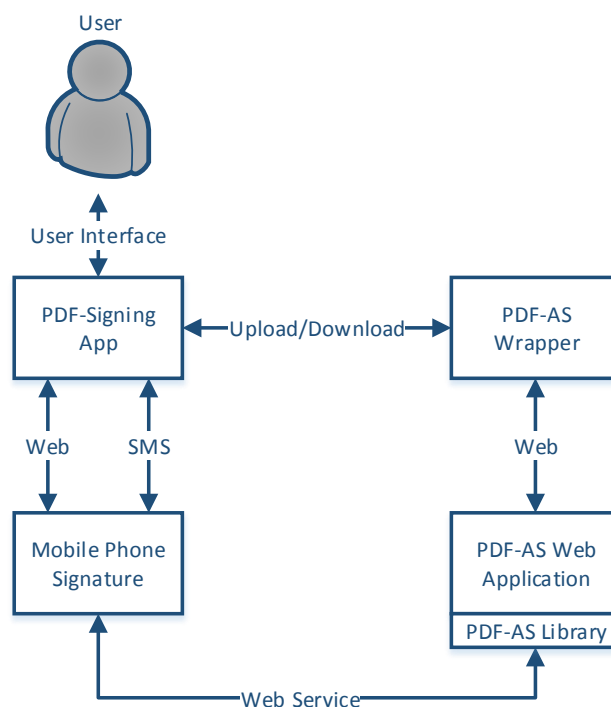 User
User Interface
PDF-Signing
App
Upload/Download
PDF-AS
Wrapper
Web
SMS
Web
Mobile Phone
Signature
PDF-AS Web
Application
PDF-AS Library
Web Service